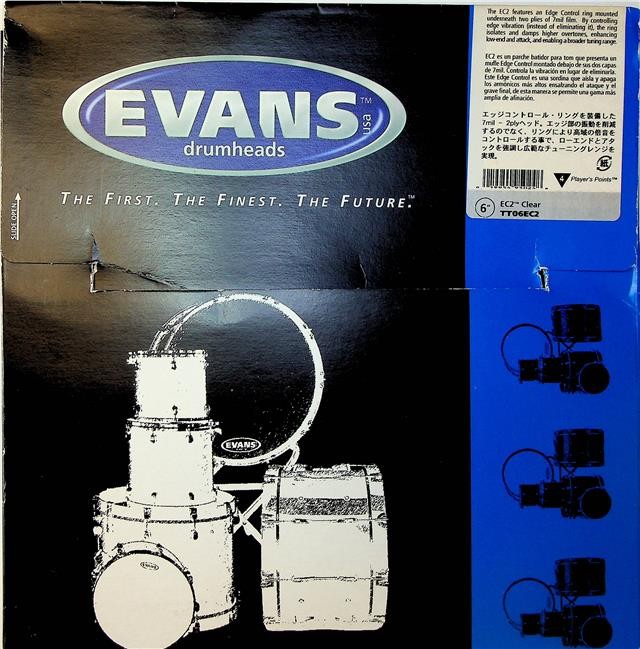 The EC2 features an Edge Control ring mounted
underneath two plies of 7mil film. By controlling
edge vibration (instead of eliminating it), the ring
isolates and damps higher overtones, enhancing
low-end and attack, and enabling a broader tuning range.
EC2 es un parche batidor para tom que presenta un
mufle Edge Control montado debajo de sus dos capas
de 7mil. Controla la vibración en lugar de eliminarla.
Este Edge Control es una sordina que aisla y apaga
los armónicos más altos ensalzando el ataque y el
grave final, de esta manera se permite una gama más
amplia de afinación.
エッジコントロール・リングを装備した
7mil － 2plyヘッド。エッジ部の振動を削減
するのでなく、リングにより高域の倍音を
コントロールする事で、ローエンドとアタ
ックを強調し広範なチューニングレンジを
実現。
紙
4 Player's Points™
6" EC2™ Clear
TT06EC2
EVANS™
usa
drumheads
THE FIRST. THE FINEST. THE FUTURE.™
SLIDE OPEN
EVANS
EVANS